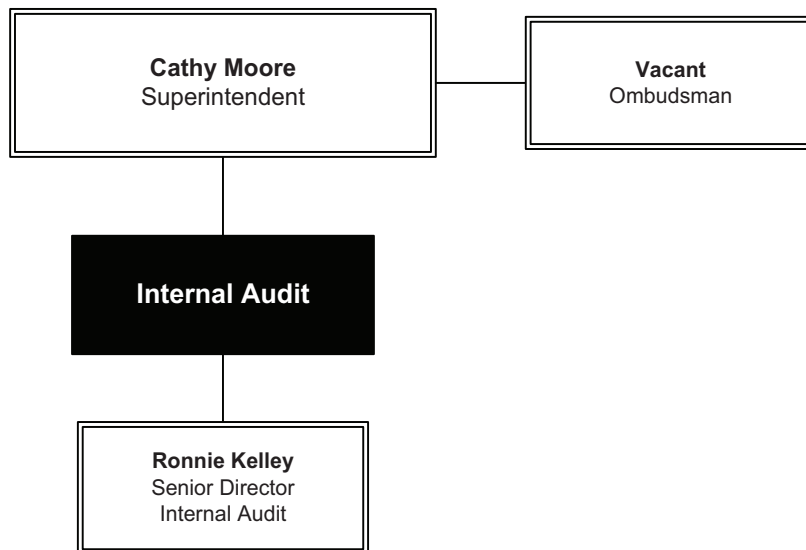 Cathy Moore
Superintendent
Vacant
Ombudsman
Internal Audit
Ronnie Kelley
Senior Director
Internal Audit